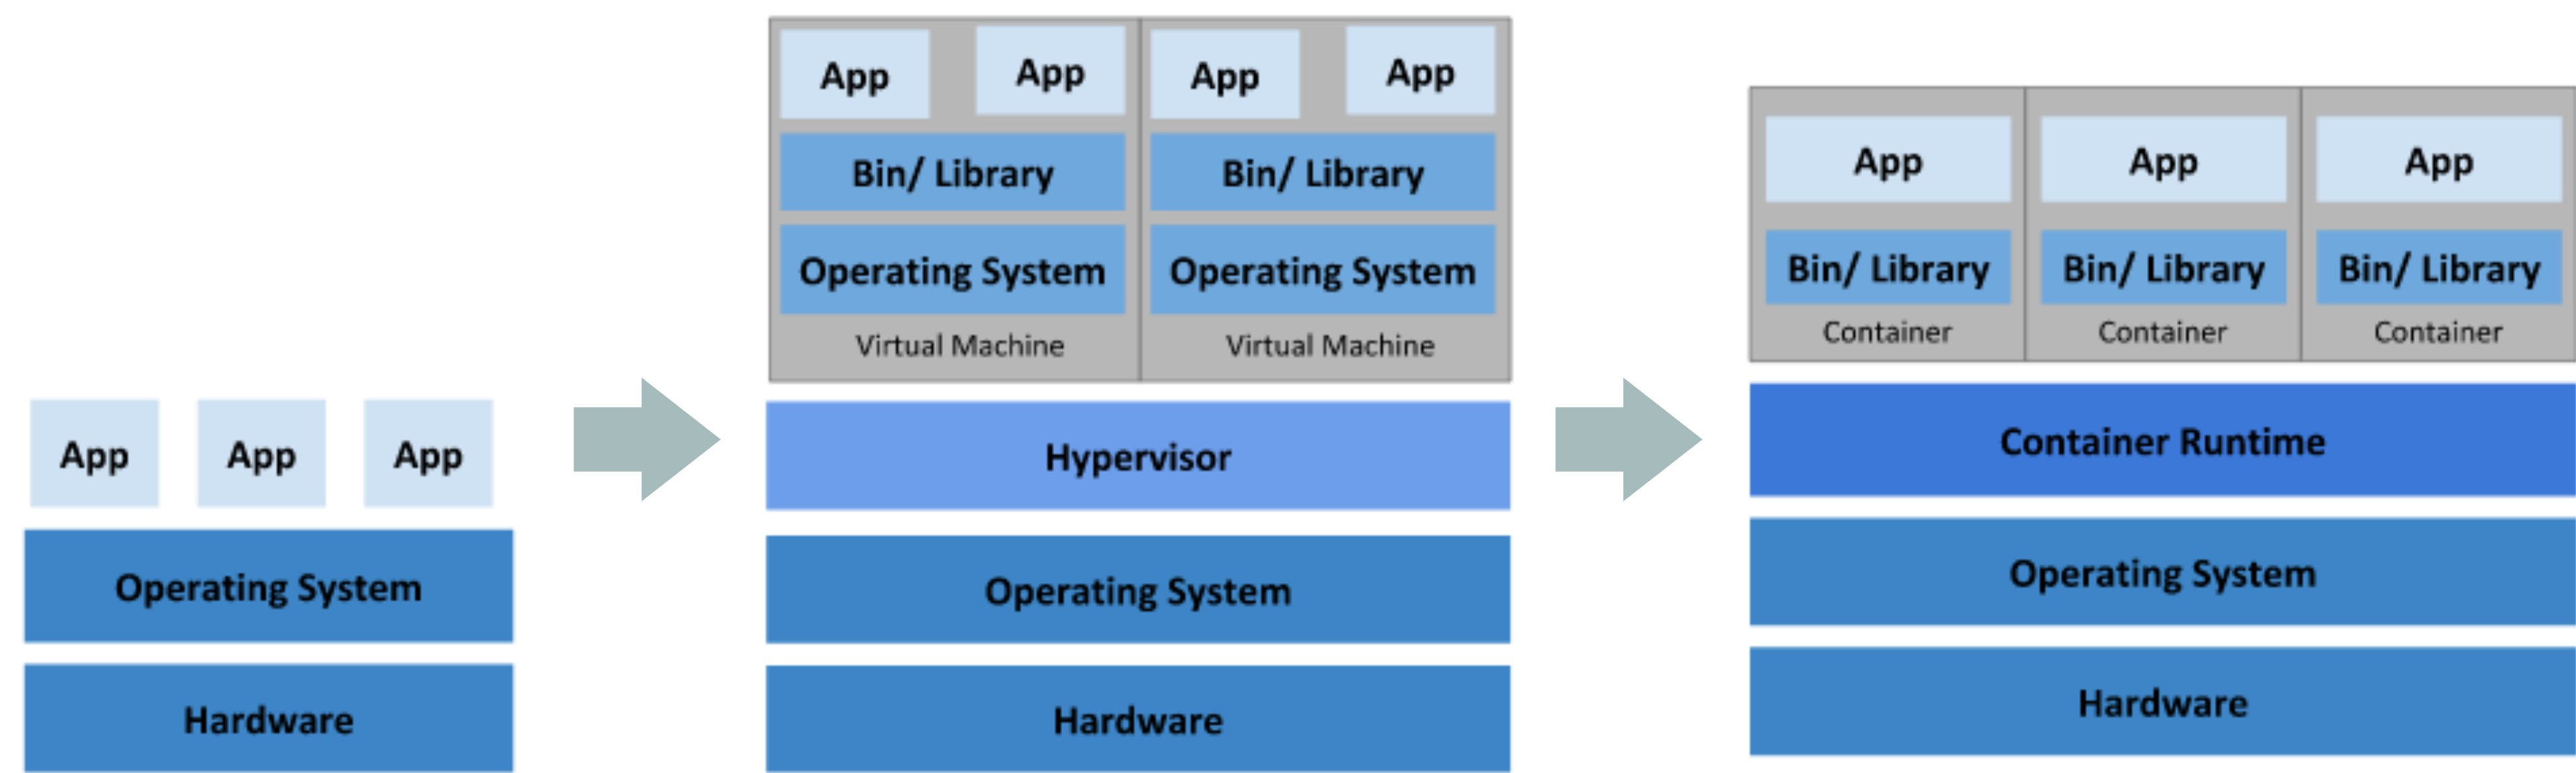 App
App
App
Operating System
Hardware
App
App
App
App
Bin/ Library
Bin/ Library
Operating System
Operating System
Virtual Machine
Virtual Machine
Hypervisor
Operating System
Hardware
App
App
App
Bin/ Library
Bin/ Library
Bin/ Library
Container
Container
Container
Container Runtime
Operating System
Hardware